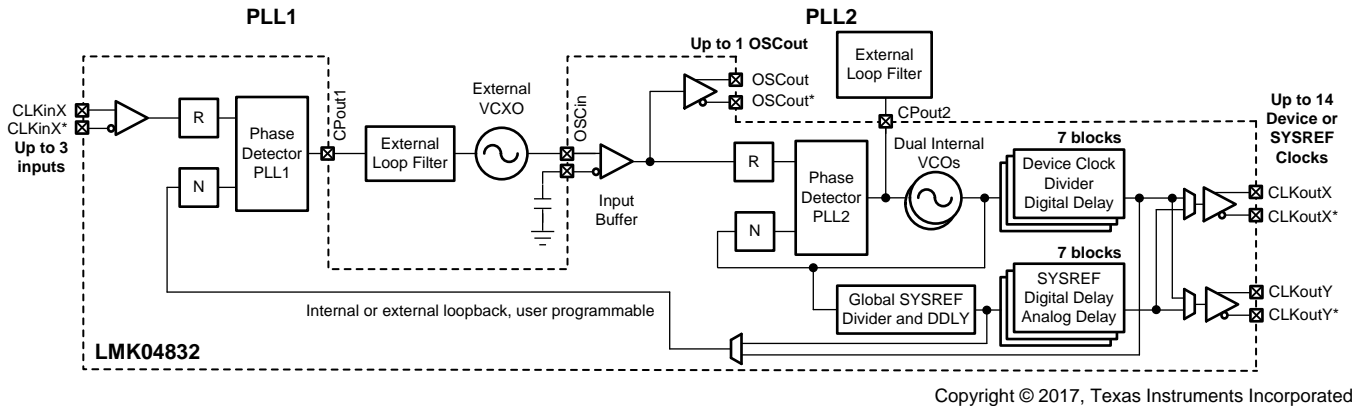 PLL1
PLL2
Up to 1 OSCout
External
Loop Filter
OSCout
OSCout*
CPout2
External
VCXO
CLKinX
CLKinX*
Up to 3
inputs
R
N
Phase
Detector
PLL1
CPout1
External
Loop Filter
OSCin
Input
Buffer
R
N
Phase
Detector
PLL2
Dual Internal
VCOs
7 blocks
Device Clock
Divider
Digital Delay
Up to 14
Device or
SYSREF
Clocks
CLKoutX
CLKoutX*
7 blocks
SYSREF
Digital Delay
Analog Delay
CLKoutY
CLKoutY*
Global SYSREF
Divider and DDLY
Internal or external loopback, user programmable
LMK04832
Copyright © 2017, Texas Instruments Incorporated